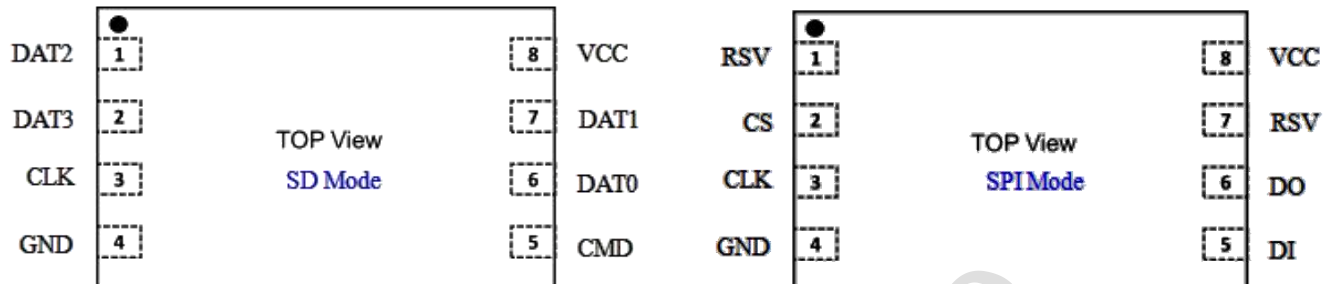 DAT2 1 8 VCC
DAT3 2 7 DAT1
TOP View
CLK 3 SD Mode 6 DAT0
GND 4 5 CMD
RSV 1 8 VCC
CS 2 7 RSV
TOP View
CLK 3 SPI Mode 6 DO
GND 4 5 DI